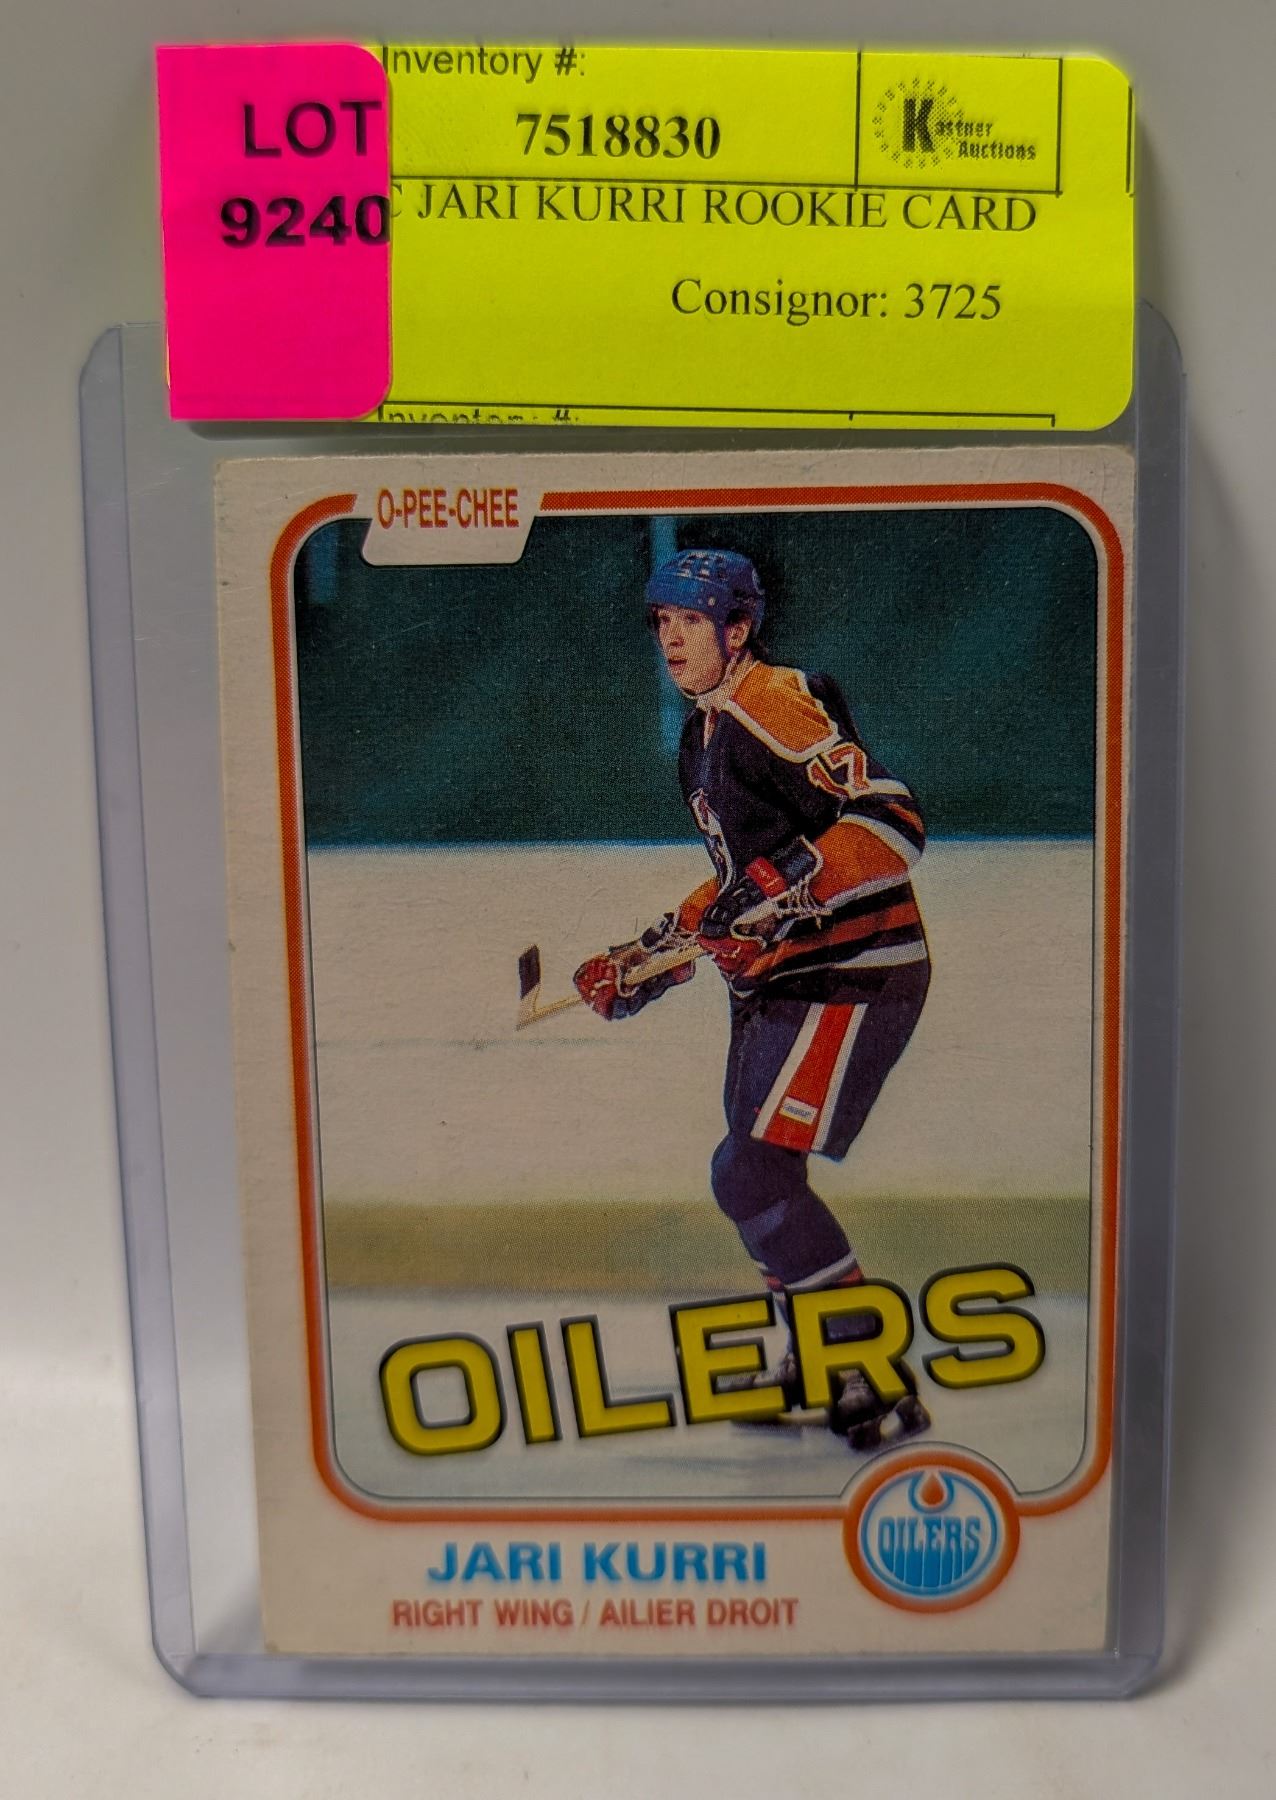 Inventory #:
LOT
9240
7518830
Kastner
Auctions
C JARI KURRI ROOKIE CARD
Consignor: 3725
Inventory #:
O-PEE-CHEE
17
OILERS
OILERS
JARI KURRI
RIGHT WING / AILIER DROIT